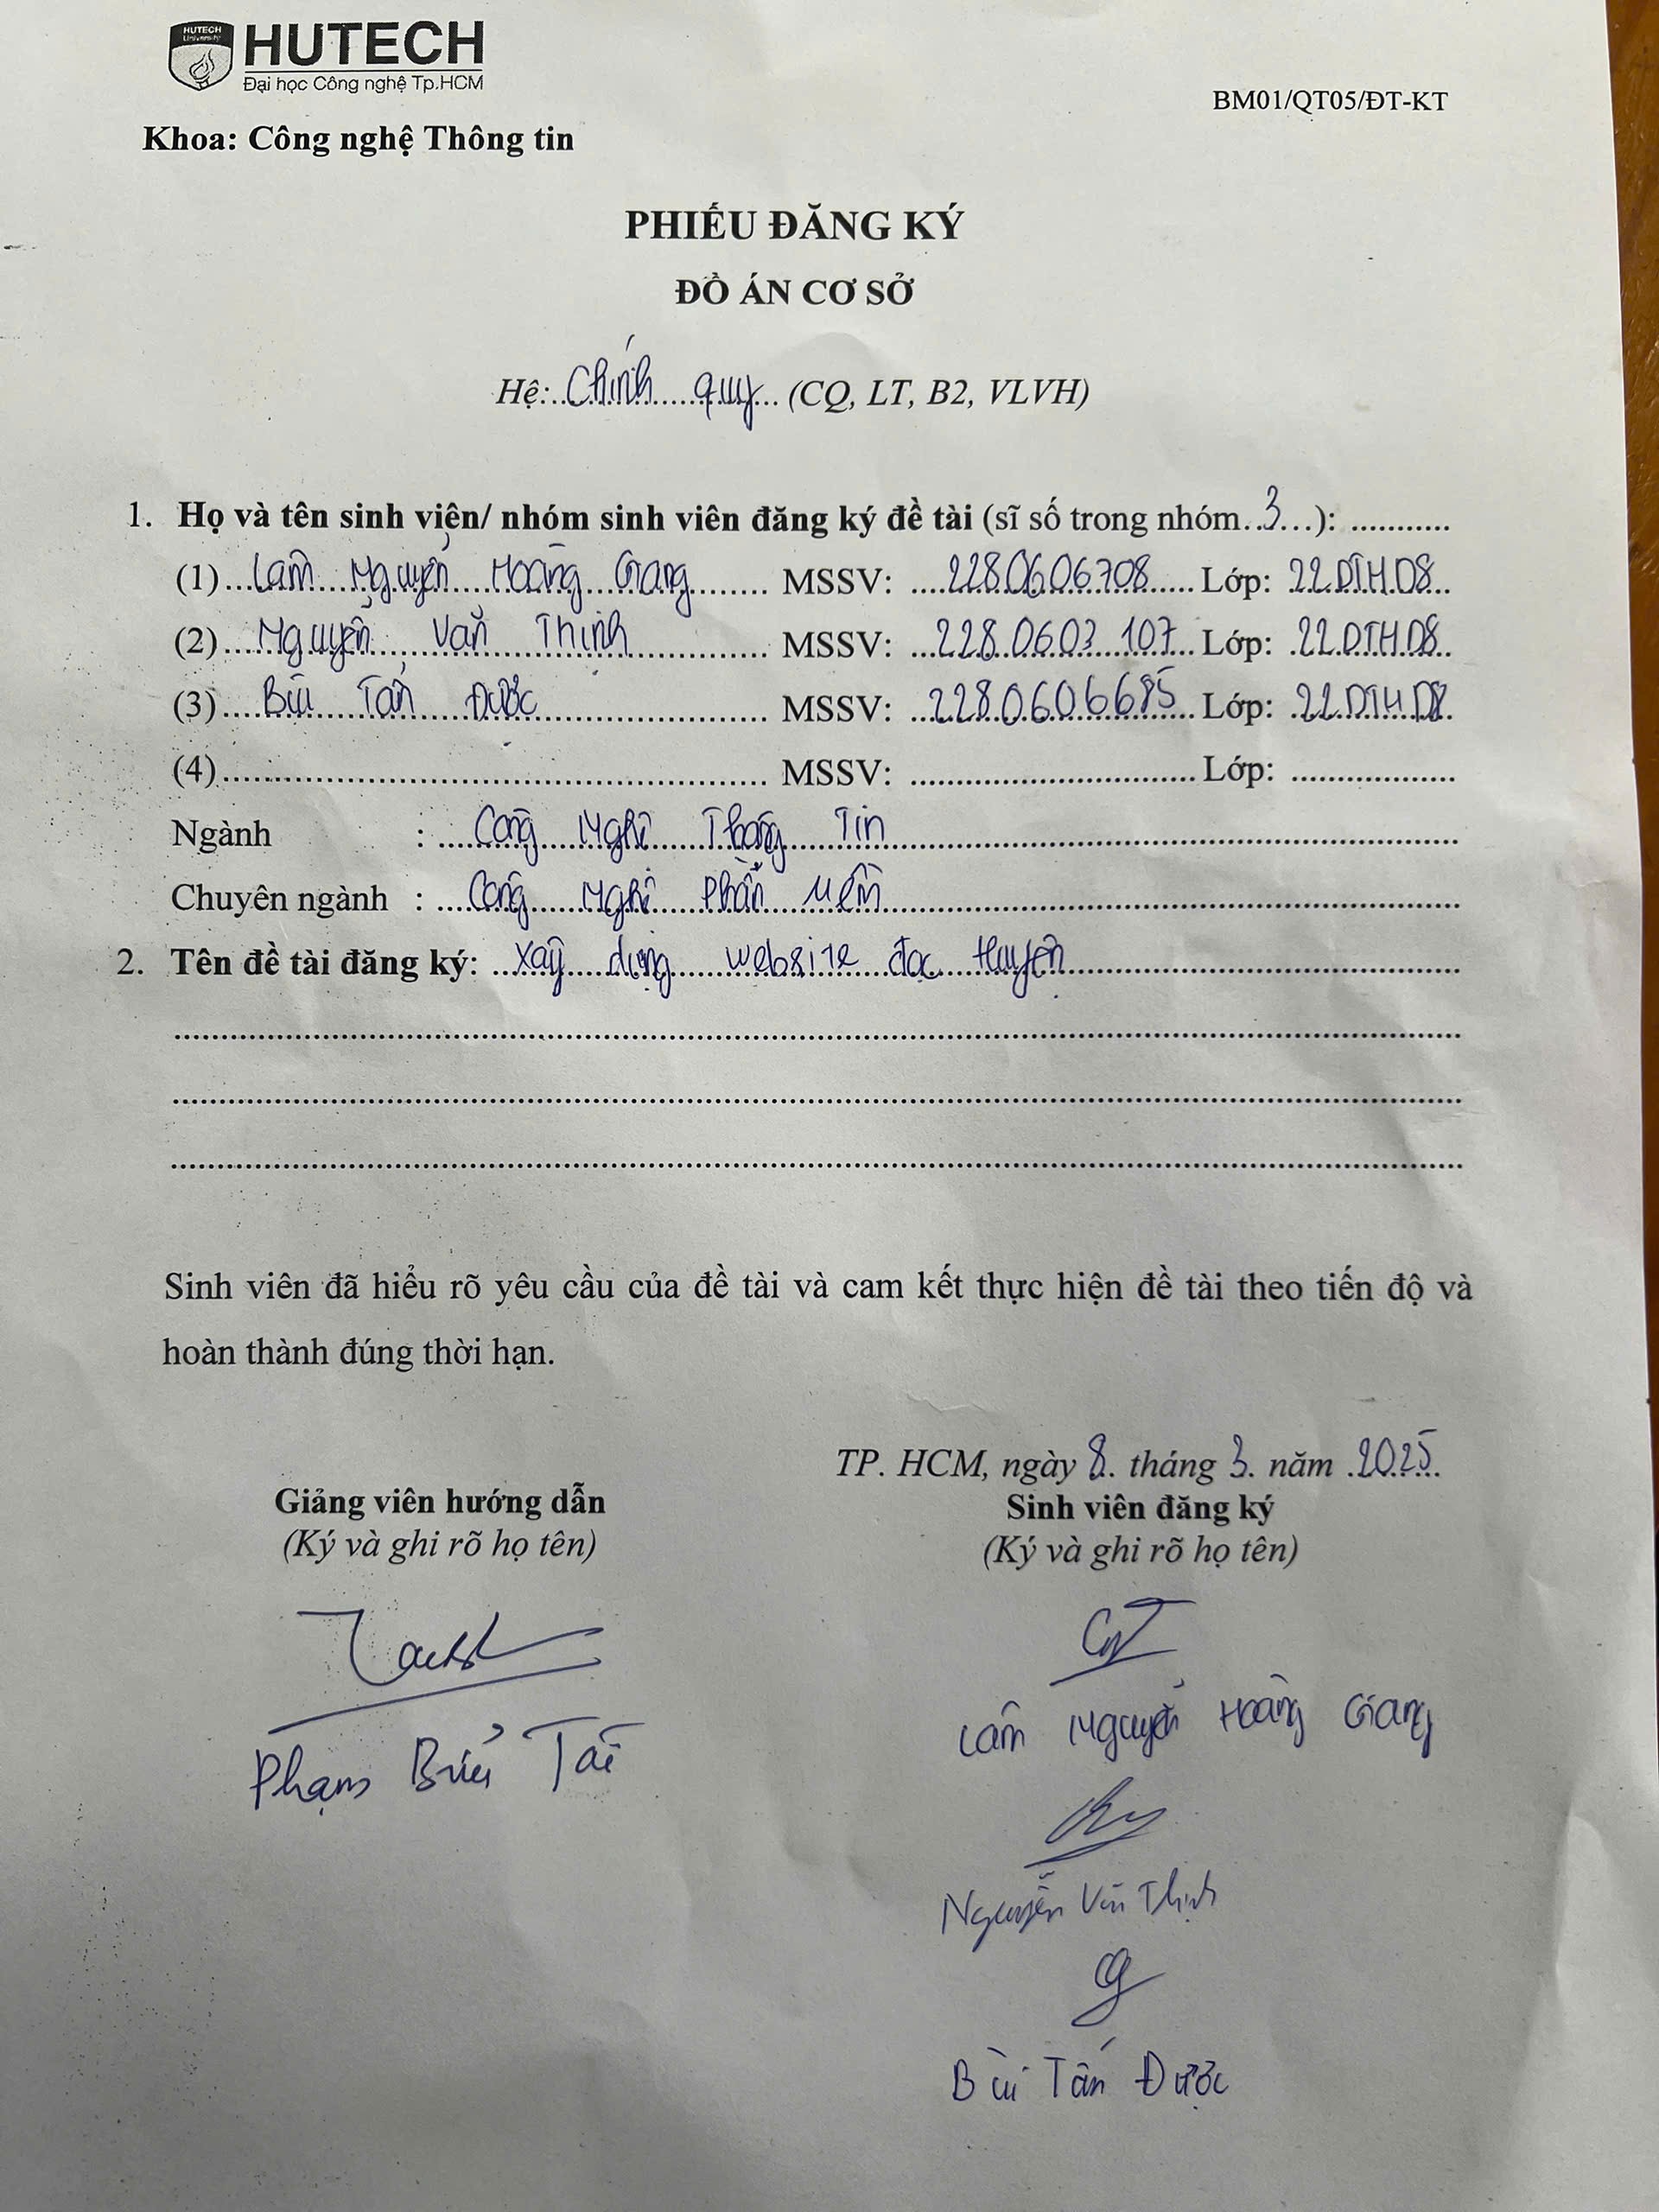 HUTECH
University
HUTECH
Đại học Công nghệ Tp.HCM
BM01/QT05/ĐT-KT
Khoa: Công nghệ Thông tin
PHIẾU ĐĂNG KÝ
ĐỒ ÁN CƠ SỞ
Hệ: Chính quy (CQ, LT, B2, VLVH)
1. Họ và tên sinh viên/ nhóm sinh viên đăng ký đề tài (sĩ số trong nhóm 3 ):
(1) Lâm Nguyễn Hoàng Giang MSSV: 2280606708 Lớp: 22DTHD8
(2) Nguyễn Văn Thịnh MSSV: 2280603107 Lớp: 22DTHD8
(3) Bùi Tấn Được MSSV: 2280606685 Lớp: 22DTHD8
(4) MSSV: Lớp:
Ngành : Công Nghệ Thông Tin
Chuyên ngành : Công Nghệ Phần Mềm
2. Tên đề tài đăng ký: Xây dựng website đọc truyện
Sinh viên đã hiểu rõ yêu cầu của đề tài và cam kết thực hiện đề tài theo tiến độ và
hoàn thành đúng thời hạn.
TP. HCM, ngày 8 tháng 3 năm 2025
Giảng viên hướng dẫn
(Ký và ghi rõ họ tên)
Phạm Bửu Tài
Sinh viên đăng ký
(Ký và ghi rõ họ tên)
Lâm Nguyễn Hoàng Giang
Nguyễn Văn Thịnh
Bùi Tấn Được